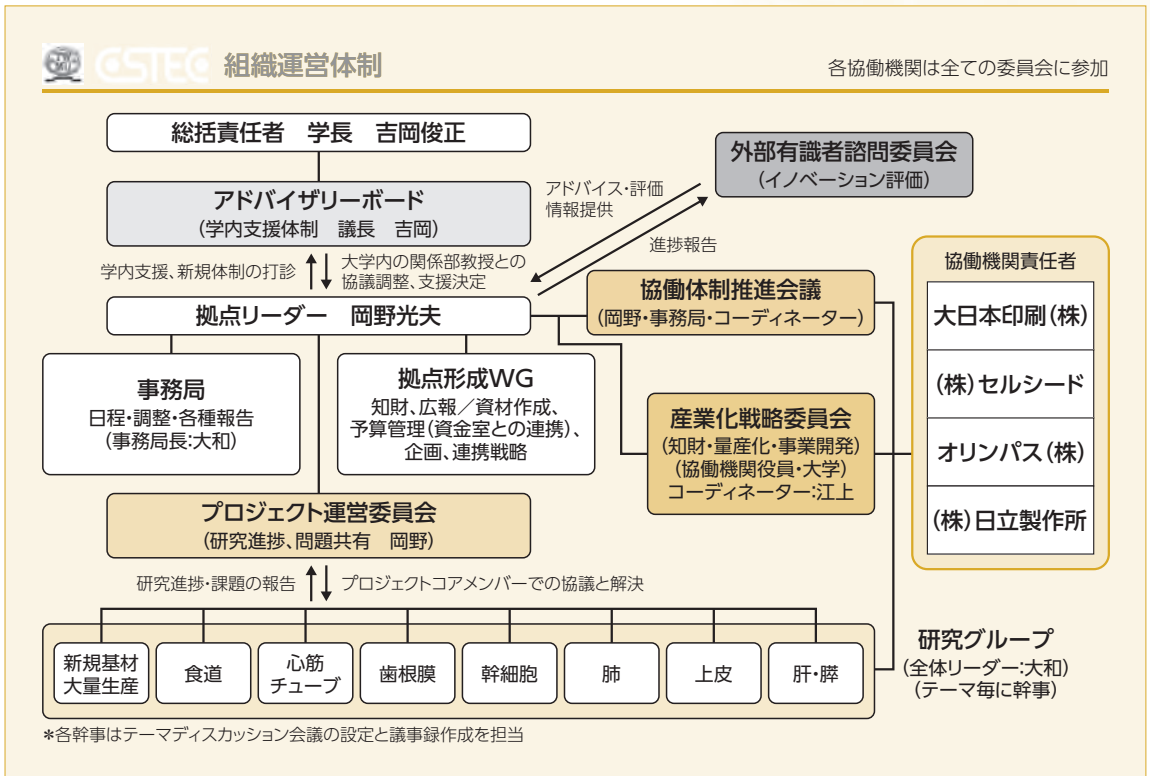 CSTEC 組織運営体制
各協働機関は全ての委員会に参加
総括責任者 学長 吉岡俊正
アドバイザリーボード
(学内支援体制 議長 吉岡)
外部有識者諮問委員会
(イノベーション評価)
アドバイス・評価
情報提供
進捗報告
学内支援、新規体制の打診
大学内の関係部教授との
協議調整、支援決定
拠点リーダー 岡野光夫
協働体制推進会議
(岡野・事務局・コーディネーター)
協働機関責任者
大日本印刷(株)
(株)セルシード
オリンパス(株)
(株)日立製作所
事務局
日程・調整・各種報告
(事務局長:大和)
拠点形成WG
知財、広報/資材作成、
予算管理(資金室との連携)、
企画、連携戦略
産業化戦略委員会
(知財・量産化・事業開発)
(協働機関役員・大学)
コーディネーター:江上
プロジェクト運営委員会
(研究進捗、問題共有 岡野)
研究進捗・課題の報告
プロジェクトコアメンバーでの協議と解決
新規基材
大量生産
食道
心筋
チューブ
歯根膜
幹細胞
肺
上皮
肝・膵
研究グループ
(全体リーダー:大和)
(テーマ毎に幹事)
*各幹事はテーマディスカッション会議の設定と議事録作成を担当